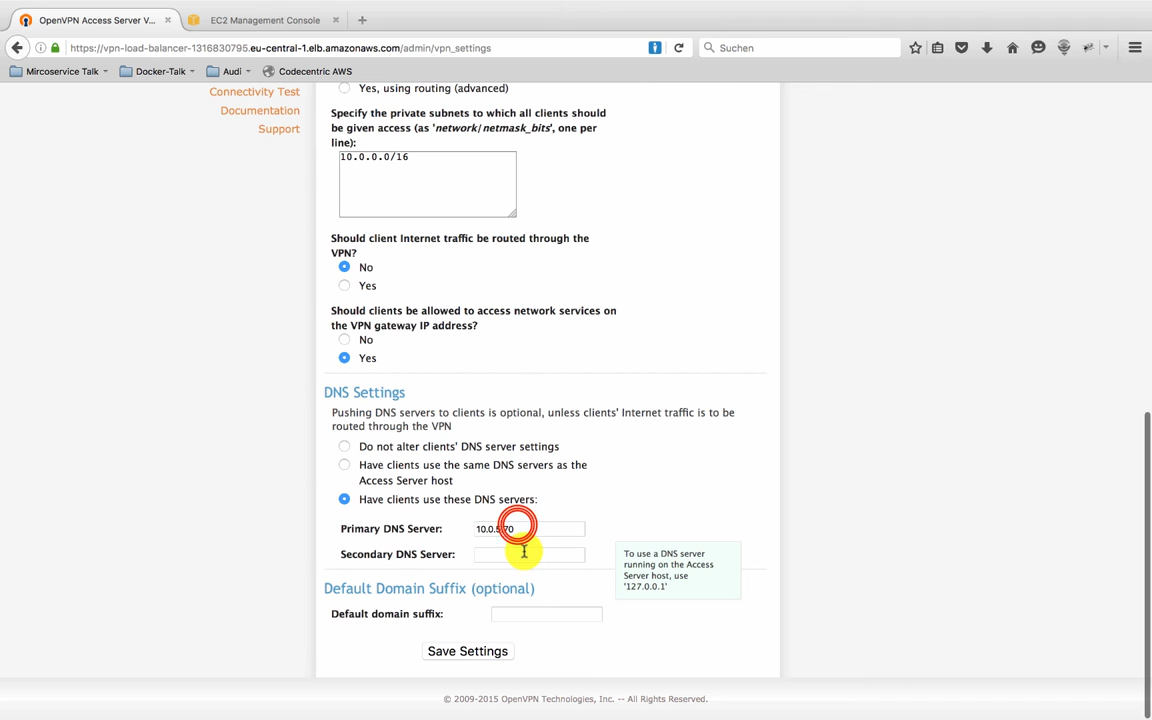 OpenVPN Access Server V...
EC2 Management Console
https://vpn-load-balancer-1316830795.eu-central-1.elb.amazonaws.com/admin/vpn_settings
Suchen
Mircoservice Talk
Docker-Talk
Audi
Codecentric AWS
Connectivity Test
Documentation
Support
Yes, using routing (advanced)
Specify the private subnets to which all clients should
be given access (as 'network/netmask_bits', one per
line):
10.0.0.0/16
Should client Internet traffic be routed through the
VPN?
No
Yes
Should clients be allowed to access network services on
the VPN gateway IP address?
No
Yes
DNS Settings
Pushing DNS servers to clients is optional, unless clients' Internet traffic is to be
routed through the VPN
Do not alter clients' DNS server settings
Have clients use the same DNS servers as the
Access Server host
Have clients use these DNS servers:
Primary DNS Server:
Secondary DNS Server:
To use a DNS server
running on the Access
Server host, use
'127.0.0.1'
Default Domain Suffix (optional)
Default domain suffix:
Save Settings
© 2009-2015 OpenVPN Technologies, Inc. -- All Rights Reserved.